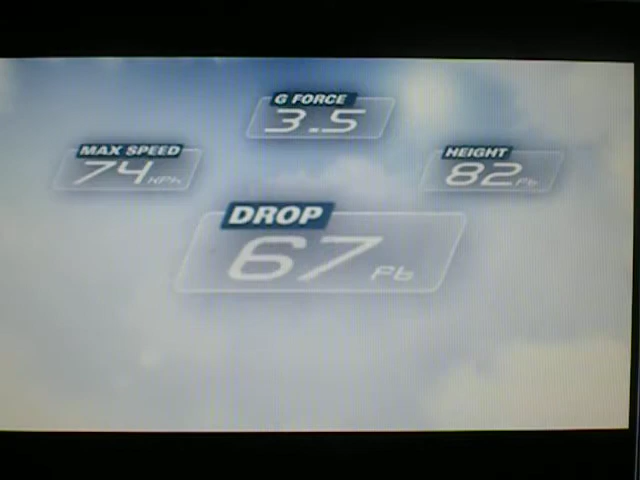 G FORCE
3.5
MAX SPEED
74 KPh
HEIGHT
82 Ft
DROP
67 Ft